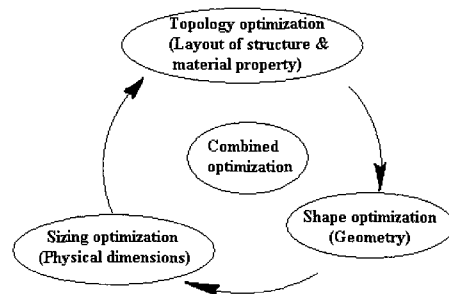 Topology optimization
(Layout of structure &
material property)
Combined
optimization
Shape optimization
(Geometry)
Sizing optimization
(Physical dimensions)